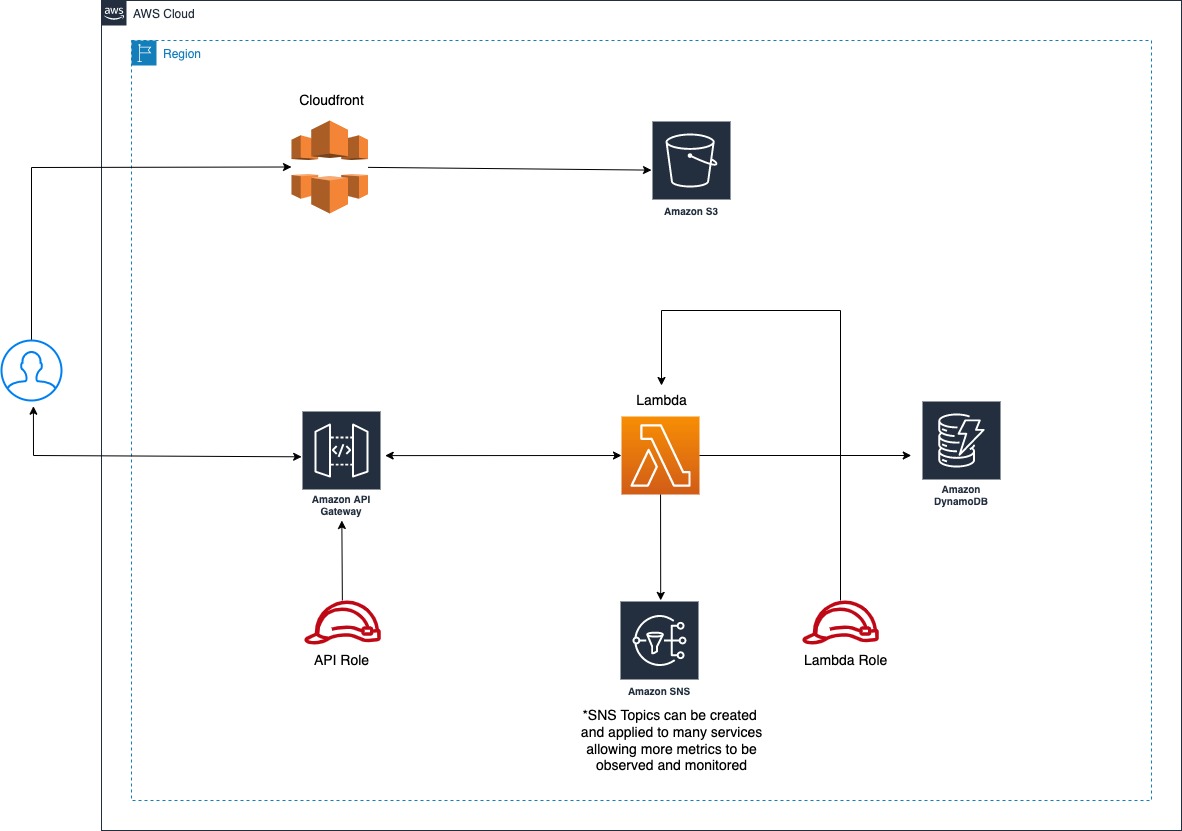 aws
AWS Cloud
Region
Cloudfront
Amazon S3
Lambda
</>
Amazon API
Gateway
Amazon
DynamoDB
API Role
Lambda Role
Amazon SNS
*SNS Topics can be created
and applied to many services
allowing more metrics to be
observed and monitored